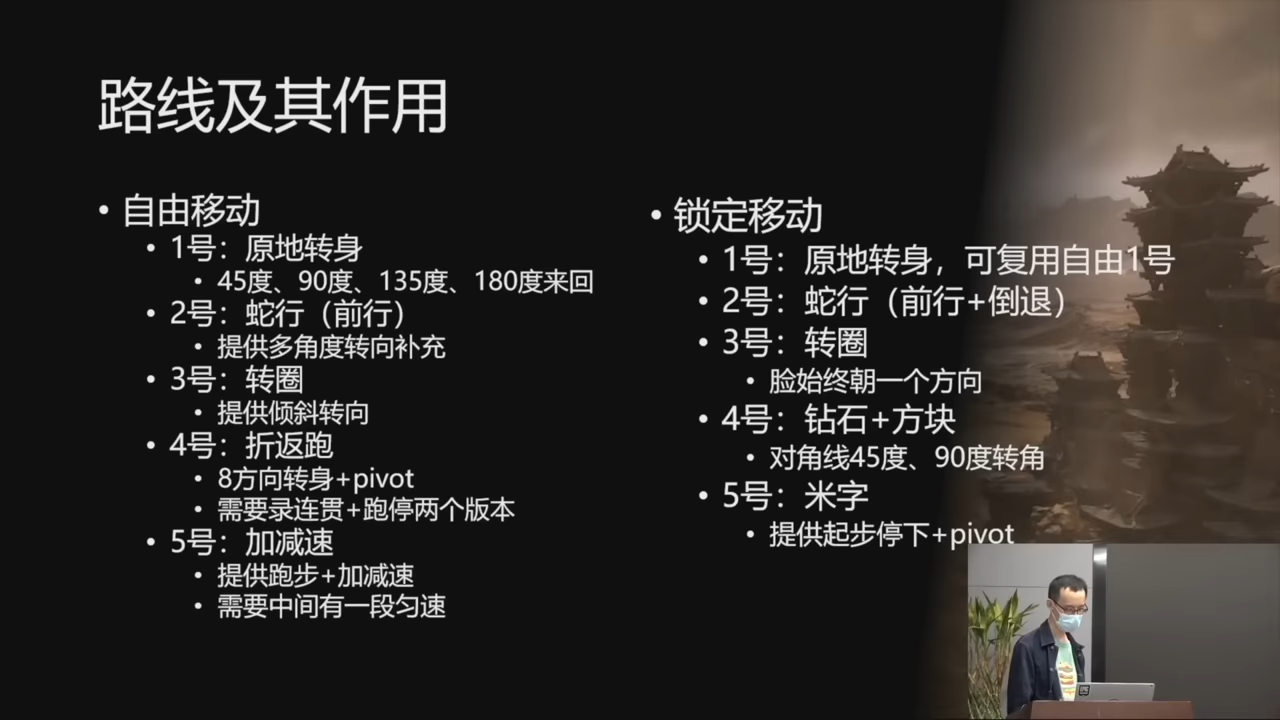 路线及其作用
• 自由移动
• 1号：原地转身
• 45度、90度、135度、180度来回
• 2号：蛇行（前行）
• 提供多角度转向补充
• 3号：转圈
• 提供倾斜转向
• 4号：折返跑
• 8方向转身+pivot
• 需要录连贯+跑停两个版本
• 5号：加减速
• 提供跑步+加减速
• 需要中间有一段匀速
• 锁定移动
• 1号：原地转身，可复用自由1号
• 2号：蛇行（前行+倒退）
• 3号：转圈
• 脸始终朝一个方向
• 4号：钻石+方块
• 对角线45度、90度转角
• 5号：米字
• 提供起步停下+pivot